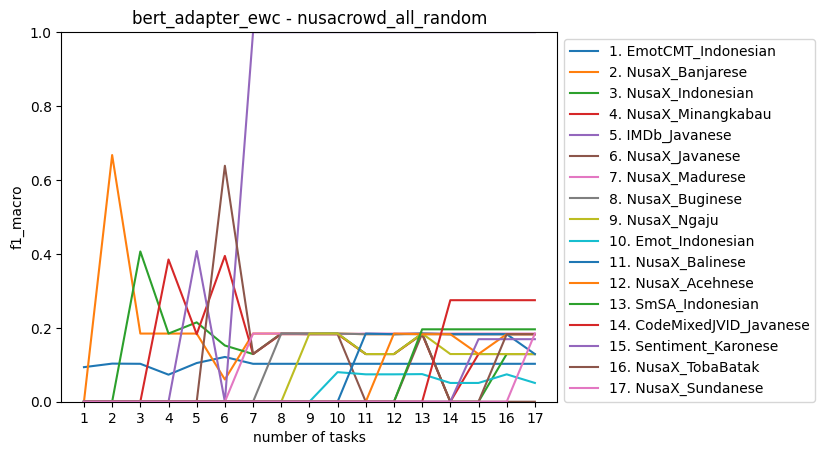 bert_adapter_ewc - nusacrowd_all_random
f1_macro
1.0
0.8
0.6
0.4
0.2
0.0
1 2 3 4 5 6 7 8 9 10 11 12 13 14 15 16 17
number of tasks
1. EmotCMT_Indonesian
2. NusaX_Banjarese
3. NusaX_Indonesian
4. NusaX_Minangkabau
5. IMDb_Javanese
6. NusaX_Javanese
7. NusaX_Madurese
8. NusaX_Buginese
9. NusaX_Ngaju
10. Emot_Indonesian
11. NusaX_Balinese
12. NusaX_Acehnese
13. SmSA_Indonesian
14. CodeMixedJVID_Javanese
15. Sentinment_Karonese
16. NusaX_TobaBatak
17. NusaX_Sundanese